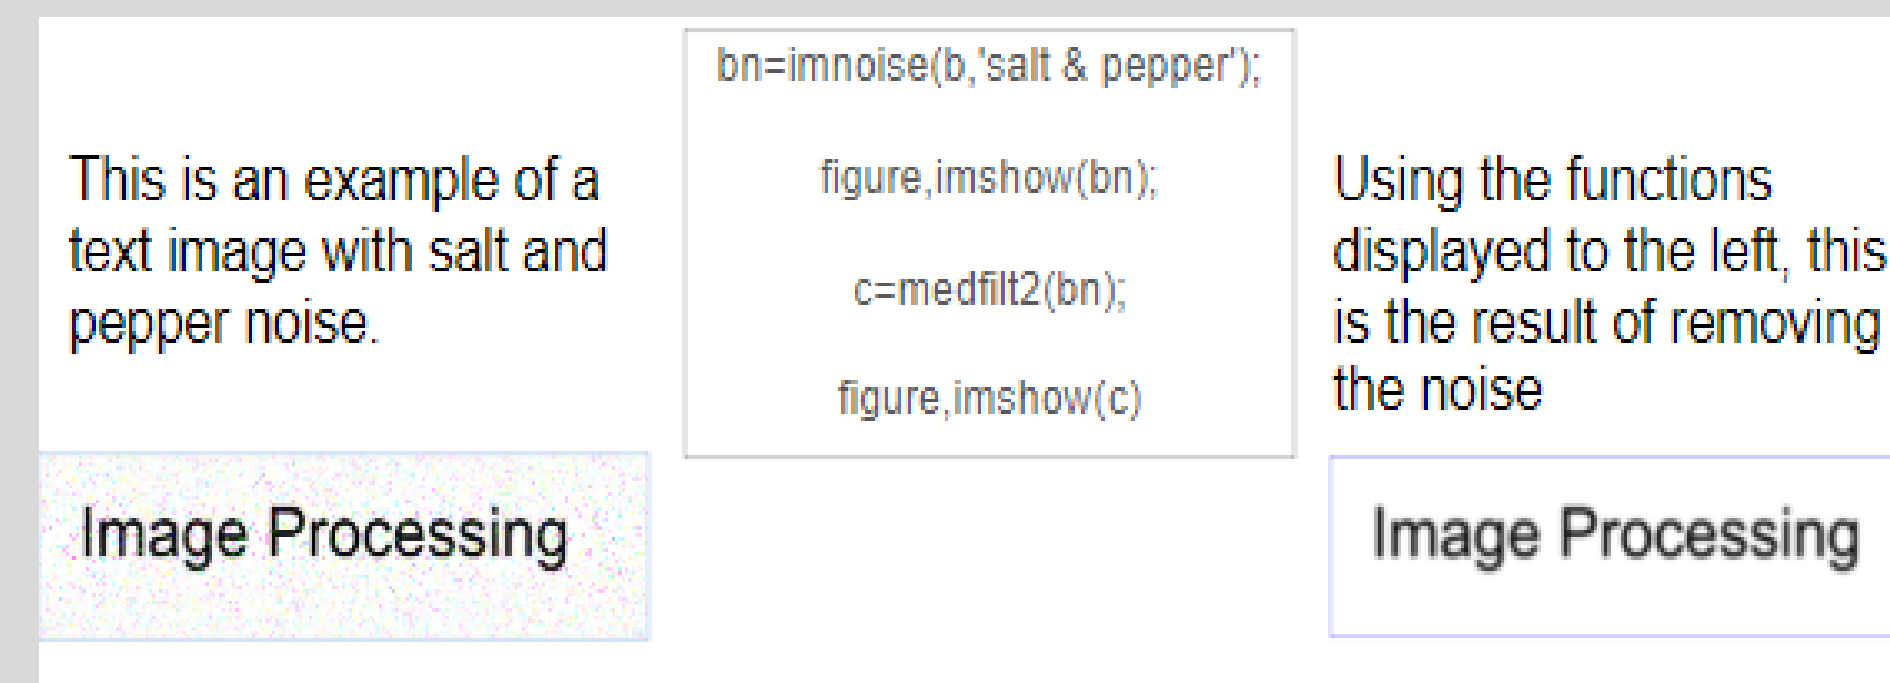 This is an example of a
text image with salt and
pepper noise.
Image Processing
bn=imnoise(b,'salt & pepper');
figure,imshow(bn);
c=medfilt2(bn);
figure,imshow(c)
Using the functions
displayed to the left, this
is the result of removing
the noise
Image Processing